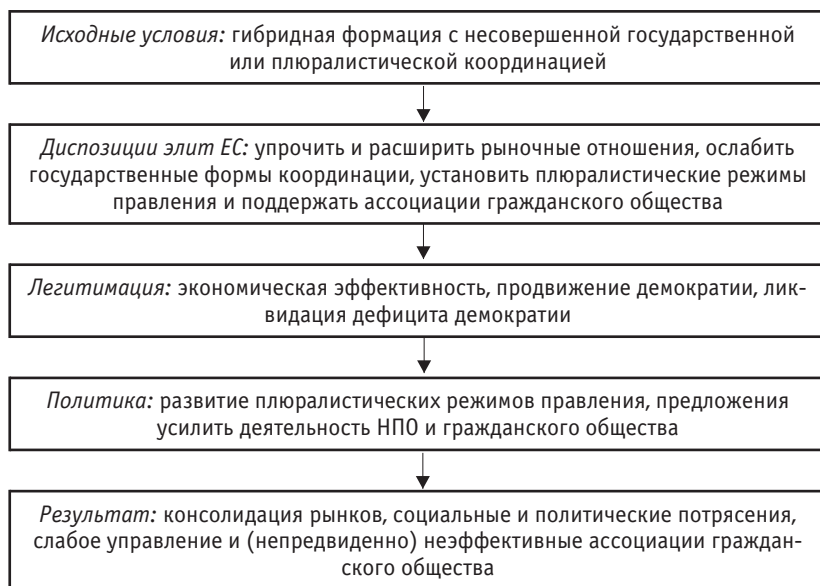 Исходные условия: гибридная формация с несовершенной государственной
или плюралистической координацией
Диспозиции элит ЕС: упрочить и расширить рыночные отношения, ослабить
государственные формы координации, установить плюралистические режимы
правления и поддержать ассоциации гражданского общества
Легитимация: экономическая эффективность, продвижение демократии, лик-
видация дефицита демократии
Политика: развитие плюралистических режимов правления, предложения
усилить деятельность НПО и гражданского общества
Результат: консолидация рынков, социальные и политические потрясения,
слабое управление и (непредвиденно) неэффективные ассоциации граждан-
ского общества